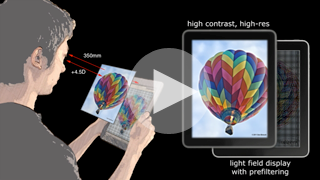 high contrast, high-res
350mm
+4.5D
light field display
with prefiltering